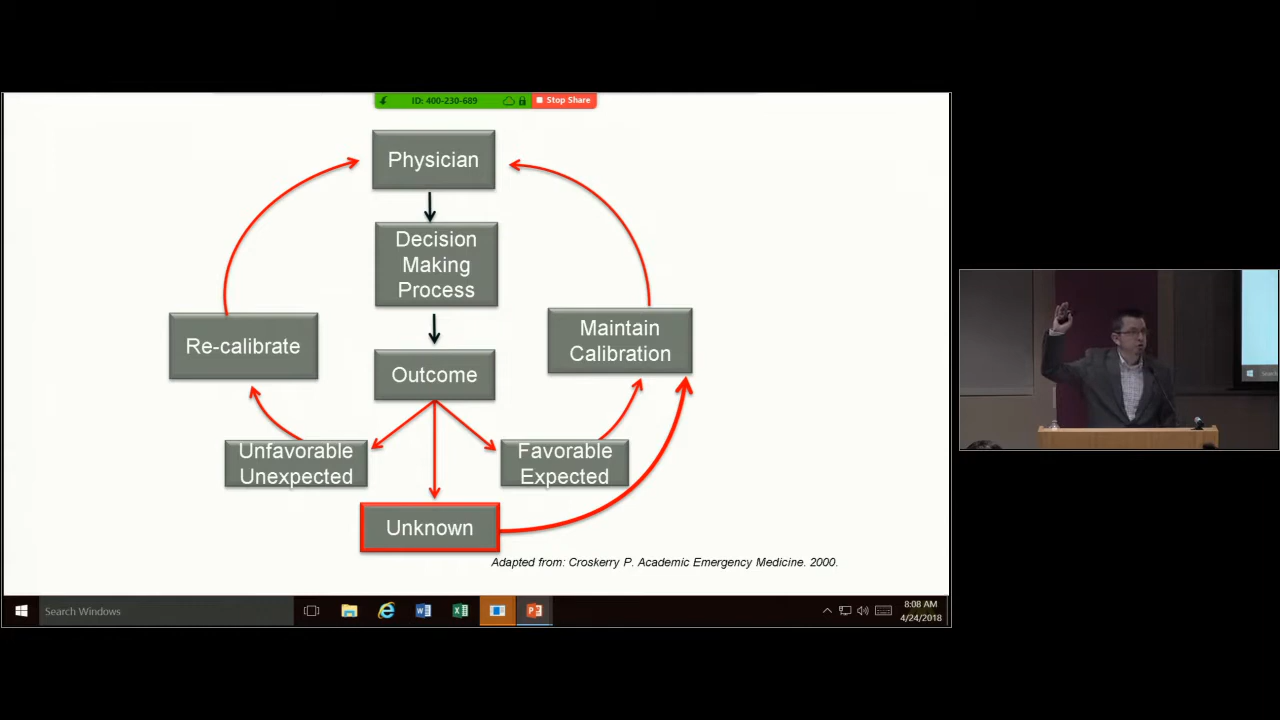 ID: 400-230-689
Stop Share
Physician
Decision
Making
Process
Outcome
Re-calibrate
Maintain
Calibration
Unfavorable
Unexpected
Favorable
Expected
Unknown
Adapted from: Croskerry P. Academic Emergency Medicine. 2000.
Search Windows
8:08 AM
4/24/2018